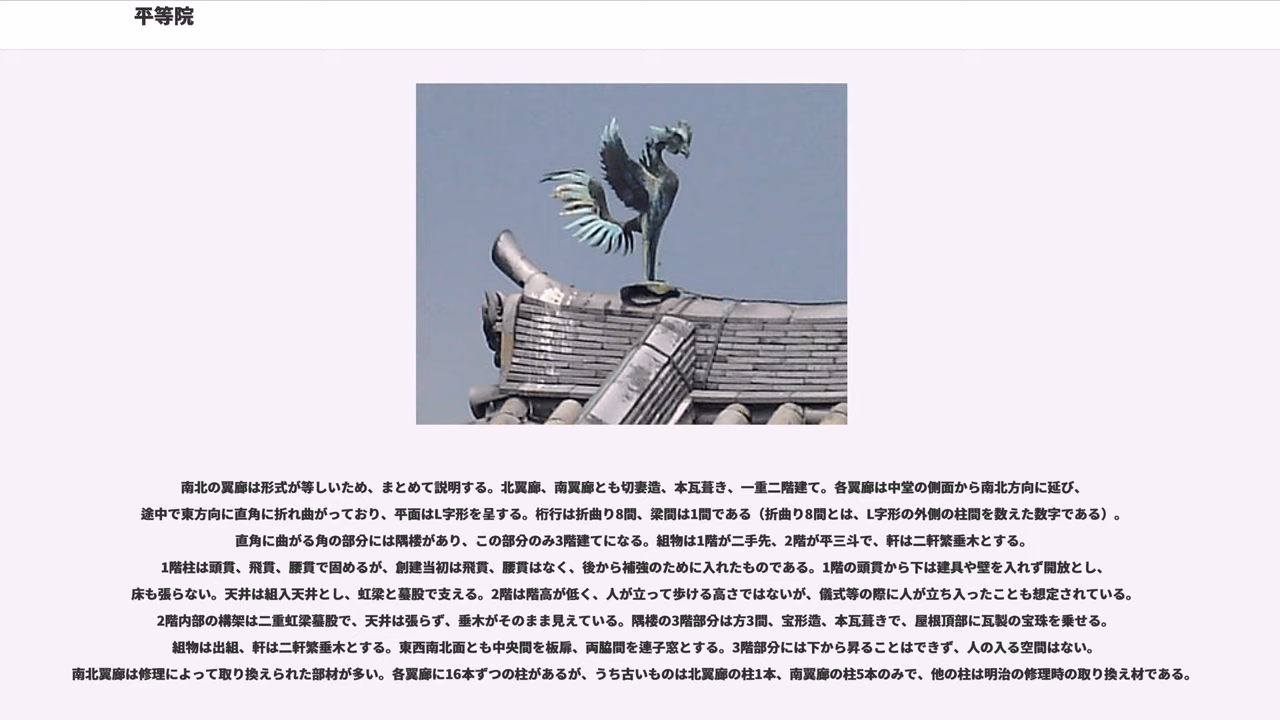 平等院
南北の翼廊は形式が等しいため、まとめて説明する。北翼廊、南翼廊とも切妻造、本瓦葺き、一重二階建て。各翼廊は中堂の側面から南北方向に延び、
途中で東方向に直角に折れ曲がっており、平面はL字形を呈する。桁行は折曲り8間、梁間は1間である（折曲り8間とは、L字形の外側の柱間を数えた数字である）。
直角に曲がる角の部分には隅楼があり、この部分のみ3階建てになる。組物は1階が二手先、2階が平三斗で、軒は二軒繁垂木とする。
1階柱は頭貫、飛貫、腰貫で固めるが、創建当初は飛貫、腰貫はなく、後から補強のために入れたものである。1階の頭貫から下は建具や壁を入れず開放とし、
床も張らない。天井は組入天井とし、虹梁と蟇股で支える。2階は階高が低く、人が立って歩ける高さではないが、儀式等の際に人が立ち入ったことも想定されている。
2階内部の構架は二重虹梁蟇股で、天井は張らず、垂木がそのまま見えている。隅楼の3階部分は方3間、宝形造、本瓦葺きで、屋根頂部に瓦製の宝珠を乗せる。
組物は出組、軒は二軒繁垂木とする。東西南北面とも中央間を板扉、両脇間を連子窓とする。3階部分には下から昇ることはできず、人の入る空間はない。
南北翼廊は修理によって取り換えられた部材が多い。各翼廊に16本ずつの柱があるが、うち古いものは北翼廊の柱1本、南翼廊の柱5本のみで、他の柱は明治の修理時の取り換え材である。